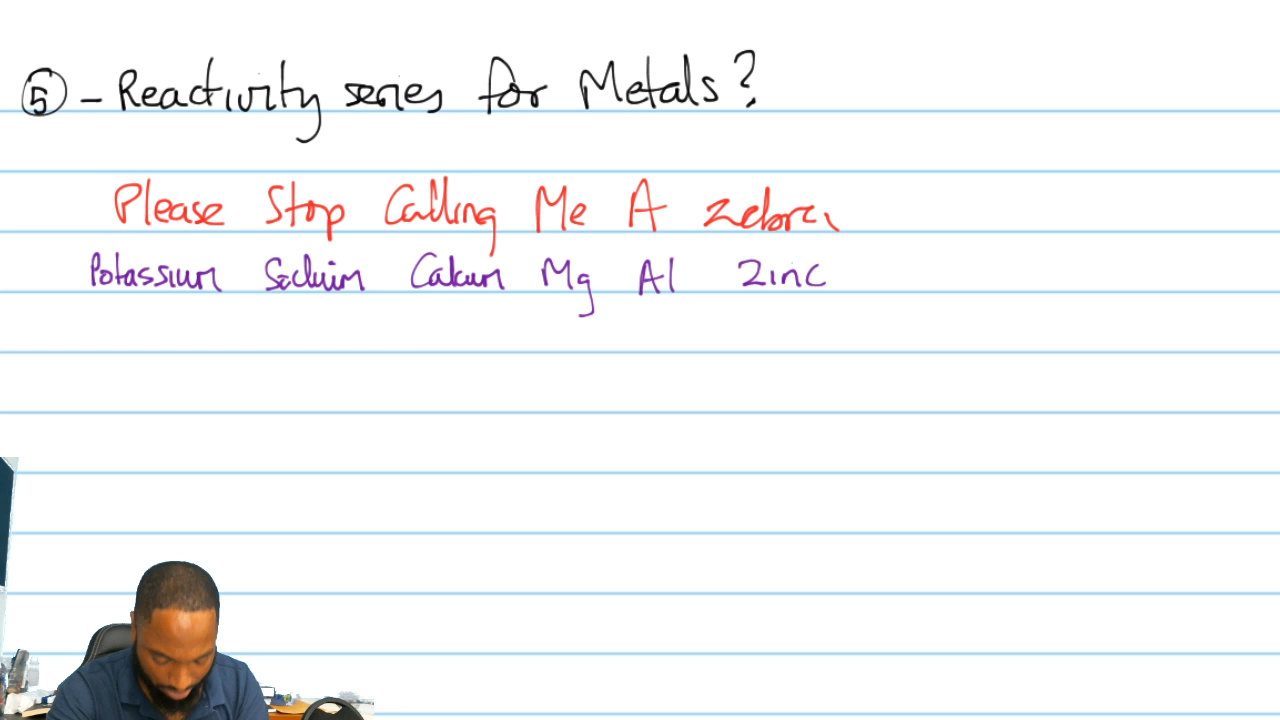 ⑤ - Reactivity series for Metals?
Please Stop Calling Me A Zebra
Potassium Sodium Calcium Mg Al Zinc